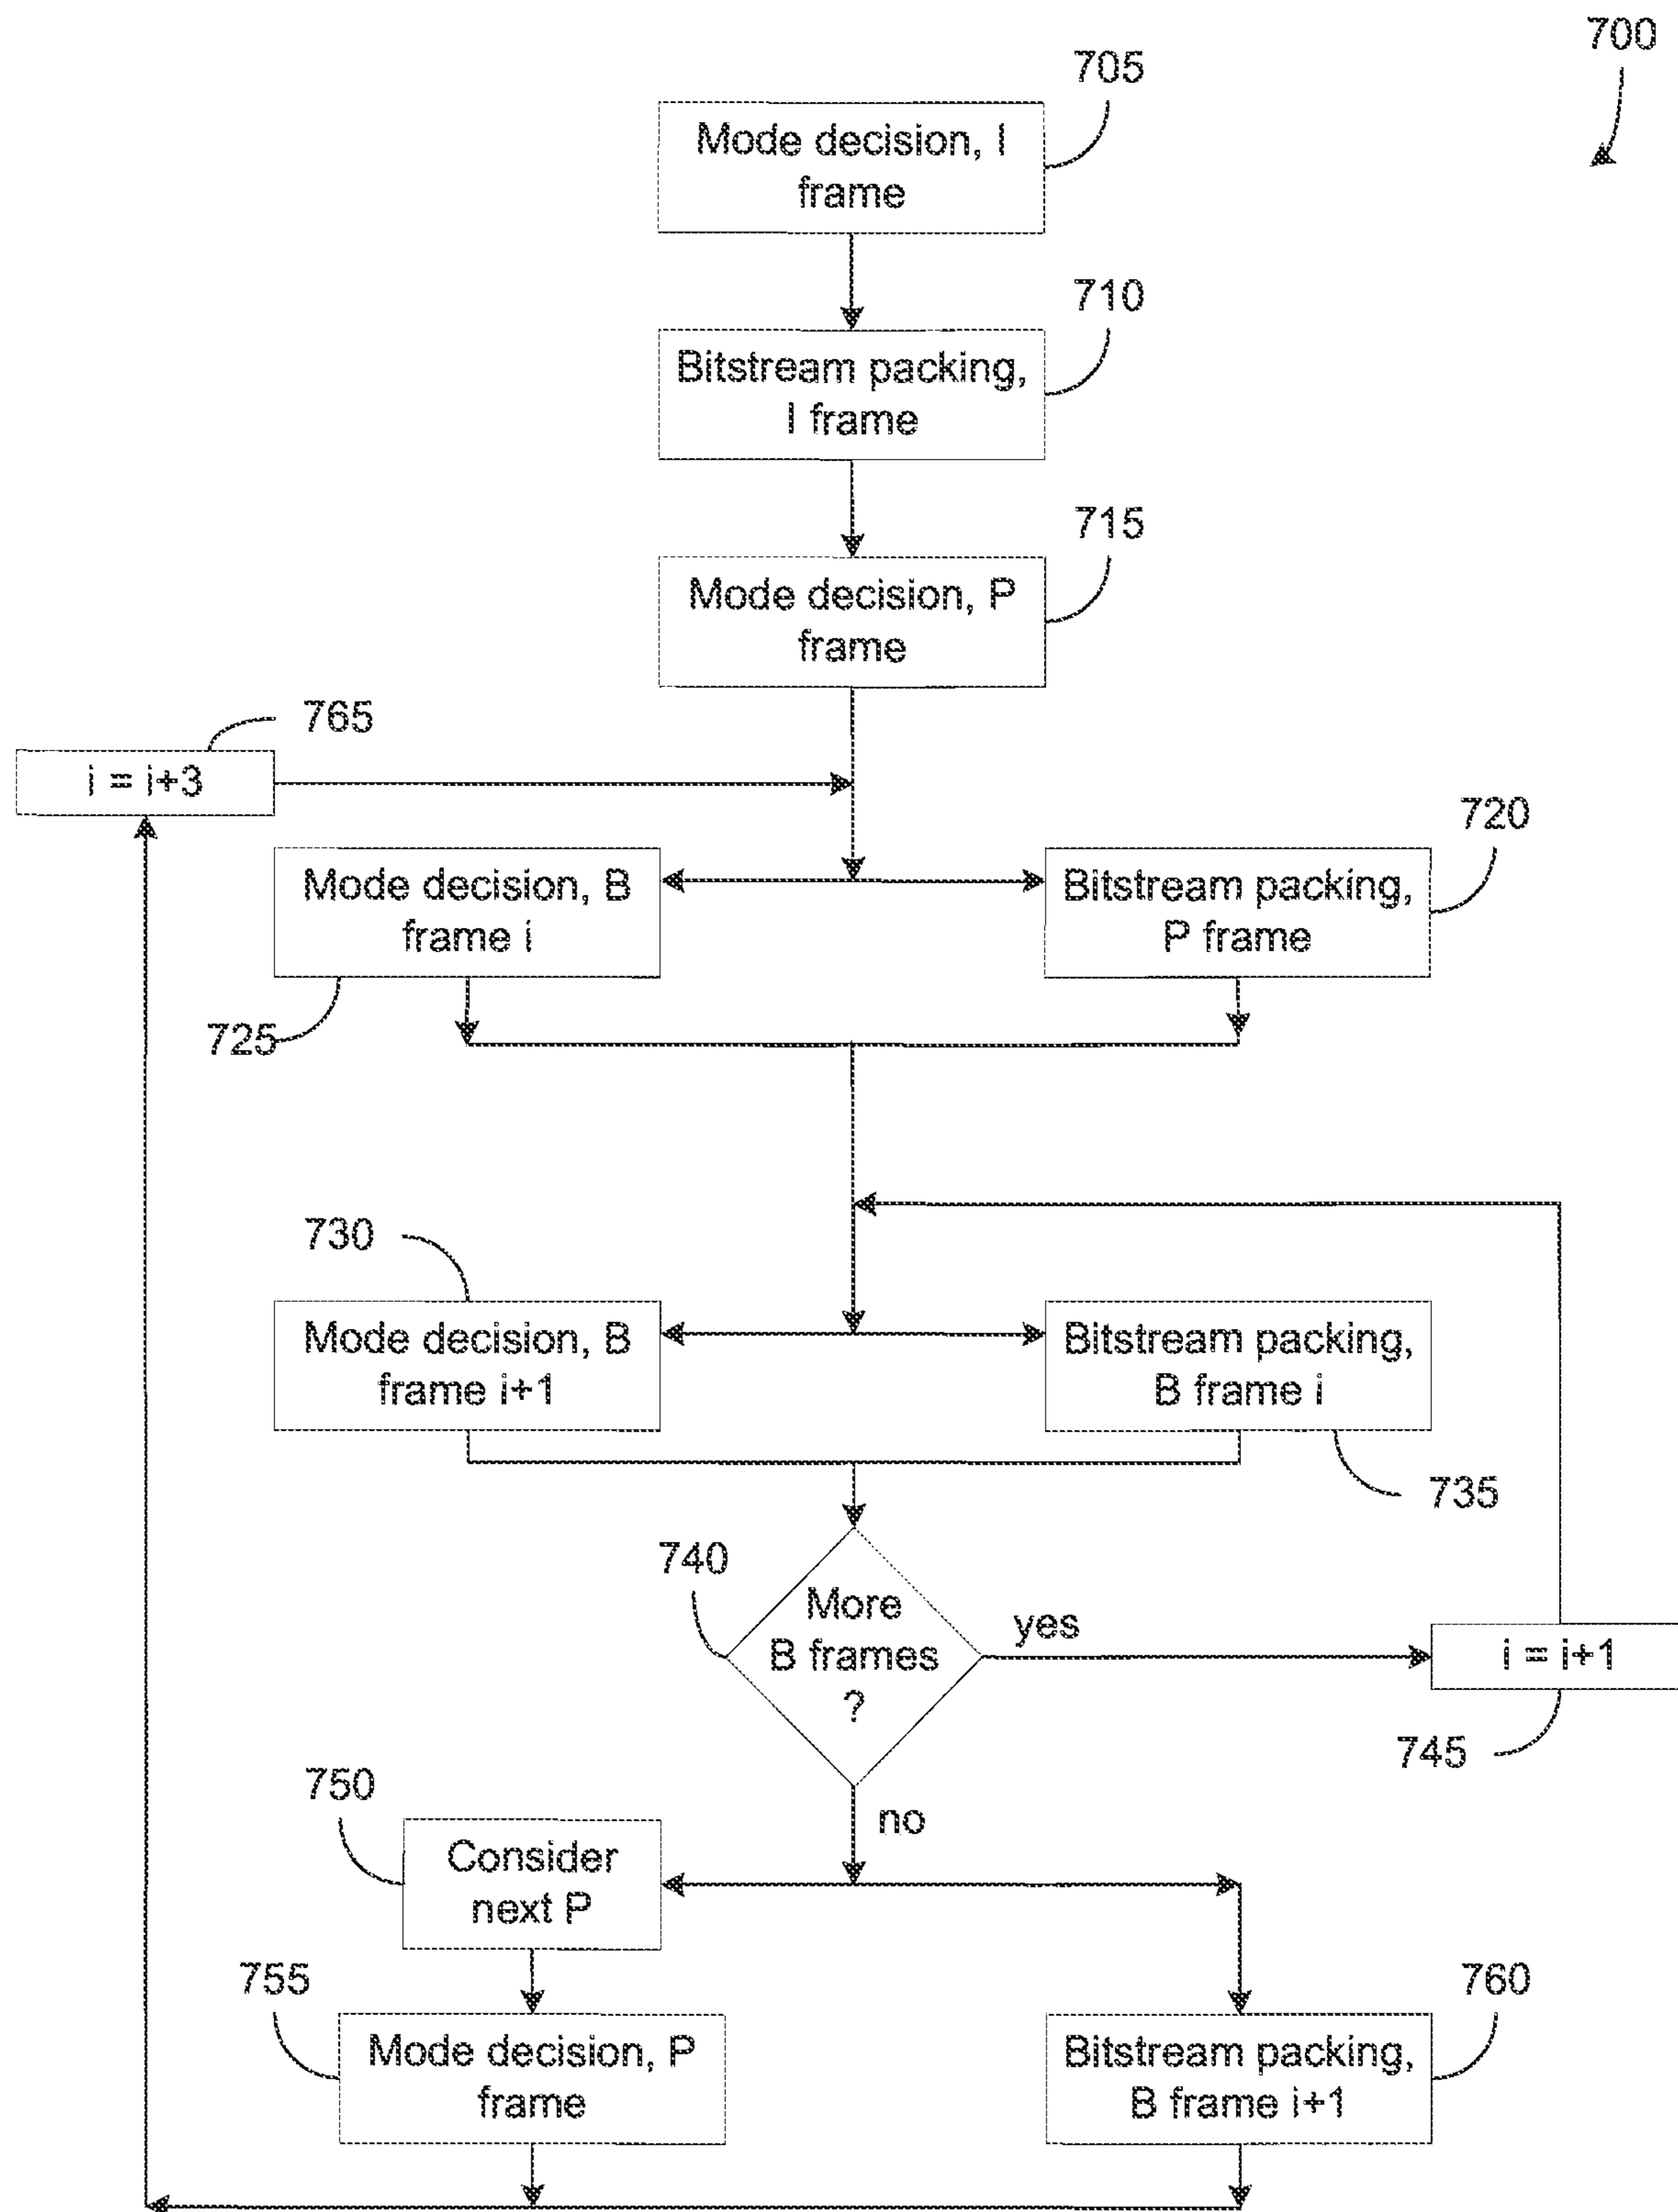 700
705
Mode decision, I
frame
710
Bitstream packing,
I frame
715
Mode decision, P
frame
765
i = i+3
720
Mode decision, B
frame i
Bitstream packing,
P frame
725
730
Mode decision, B
frame i+1
Bitstream packing,
B frame i
735
740
More
B frames
?
yes
i = i+1
745
750
no
Consider
next P
755
760
Mode decision, P
frame
Bitstream packing,
B frame i+1